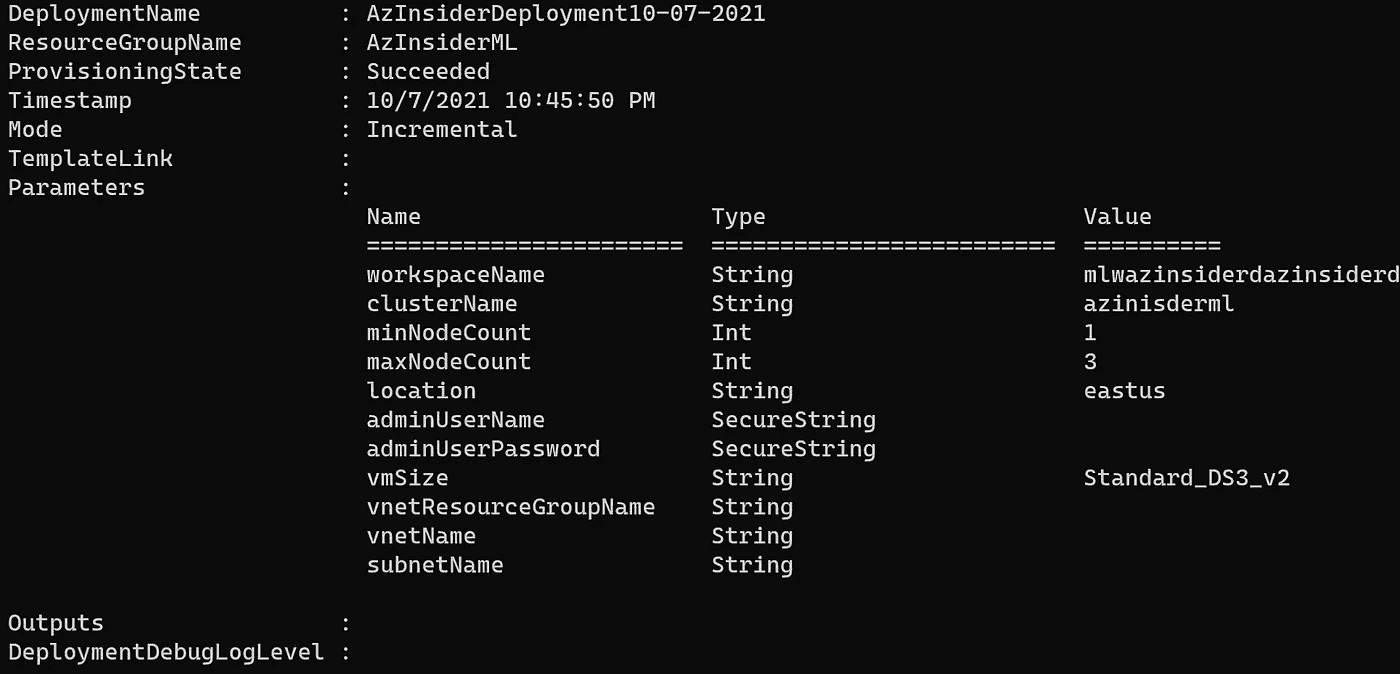 DeploymentName          : AzInsiderDeployment10-07-2021
ResourceGroupName       : AzInsiderML
ProvisioningState       : Succeeded
Timestamp               : 10/7/2021 10:45:50 PM
Mode                    : Incremental
TemplateLink            :
Parameters              :
                          Name                     Type                       Value
                          =======================  =========================  ==========
                          workspaceName            String                     mlwazinsiderdazinsiderd
                          clusterName              String                     azinisderml
                          minNodeCount             Int                        1
                          maxNodeCount             Int                        3
                          location                 String                     eastus
                          adminUserName            SecureString
                          adminUserPassword        SecureString
                          vmSize                   String                     Standard_DS3_v2
                          vnetResourceGroupName    String
                          vnetName                 String
                          subnetName               String
Outputs                 :
DeploymentDebugLogLevel :